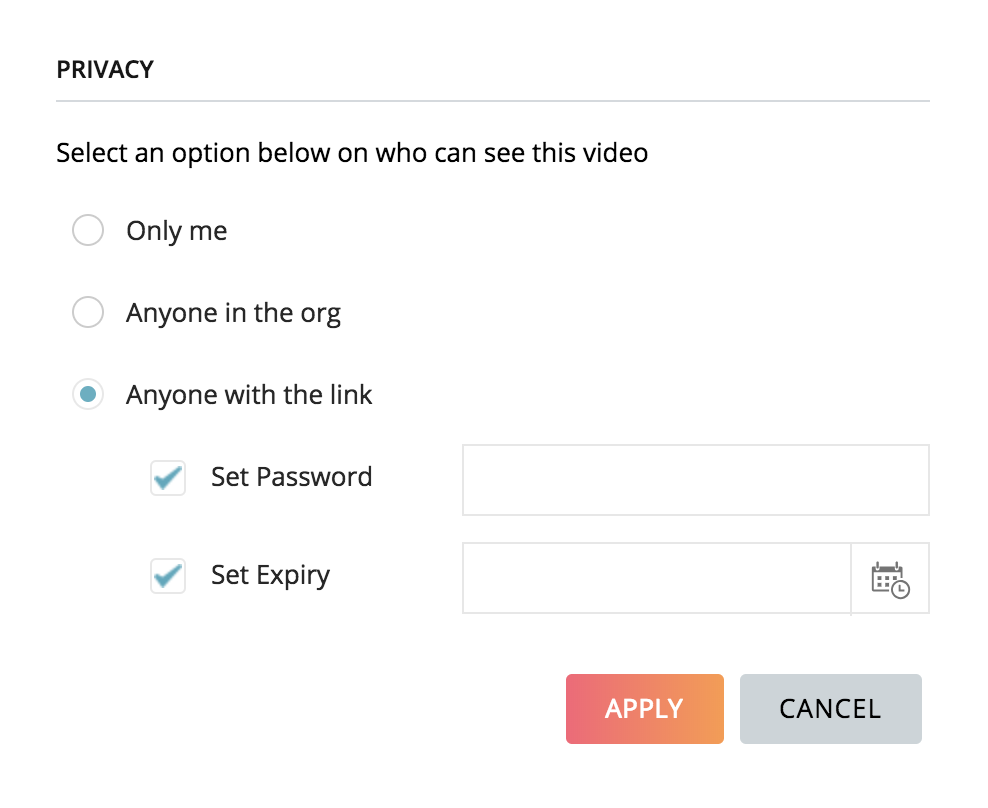 PRIVACY
Select an option below on who can see this video
Only me
Anyone in the org
Anyone with the link
Set Password
Set Expiry
APPLY CANCEL